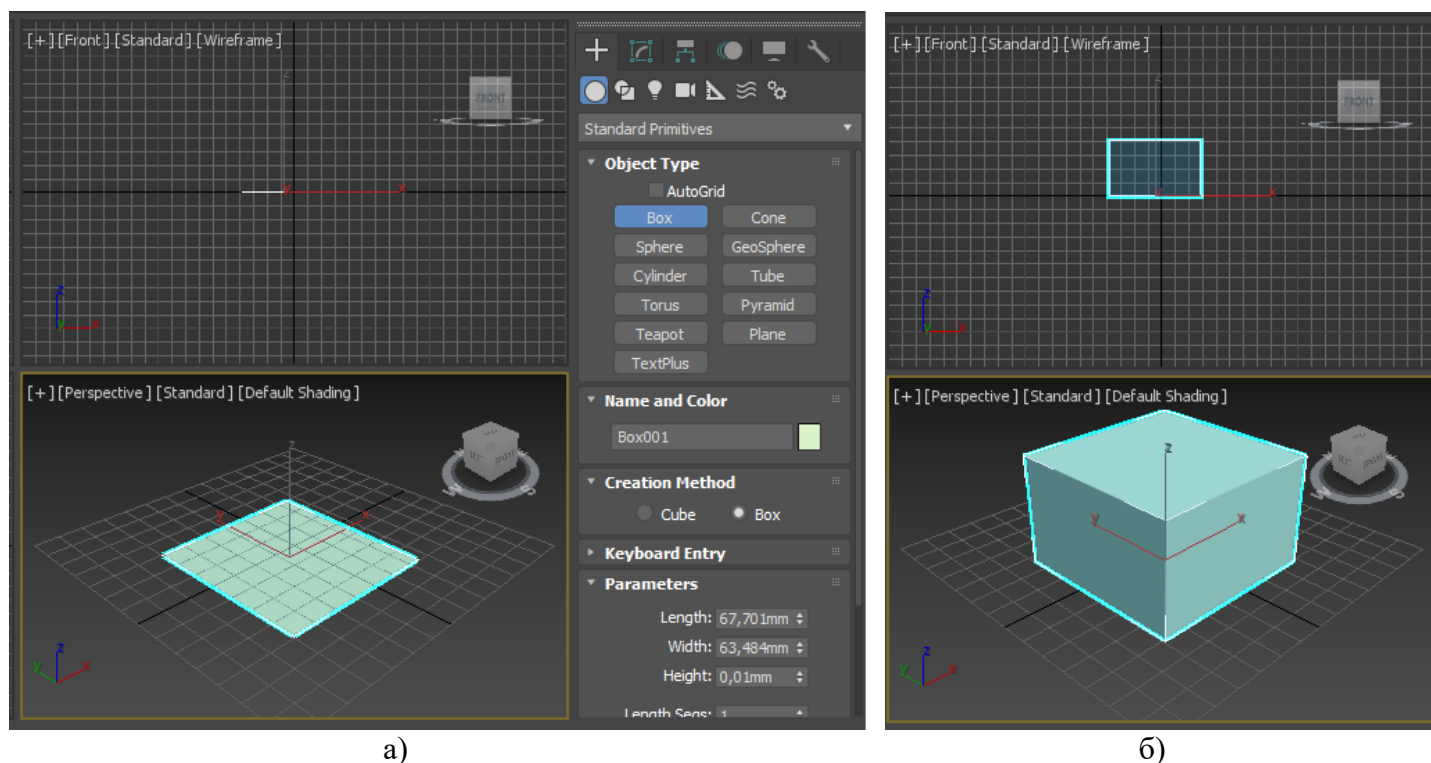 [+][Front][Standard][Wireframe]
z
FRONT
y
x
z
y
x
[+][Perspective][Standard][Default Shading]
z
y
x
W
S
z
y
x
Standard Primitives
Object Type
AutoGrid
Box Cone
Sphere GeoSphere
Cylinder Tube
Torus Pyramid
Teapot Plane
TextPlus
Name and Color
Box001
Creation Method
Cube Box
Keyboard Entry
Parameters
Length: 67,701mm
Width: 63,484mm
Height: 0,01mm
Length Segs: 1
[+][Front][Standard][Wireframe]
z
FRONT
x
z
y
x
[+][Perspective][Standard][Default Shading]
z
y
x
W
S
z
y
x
а)
б)